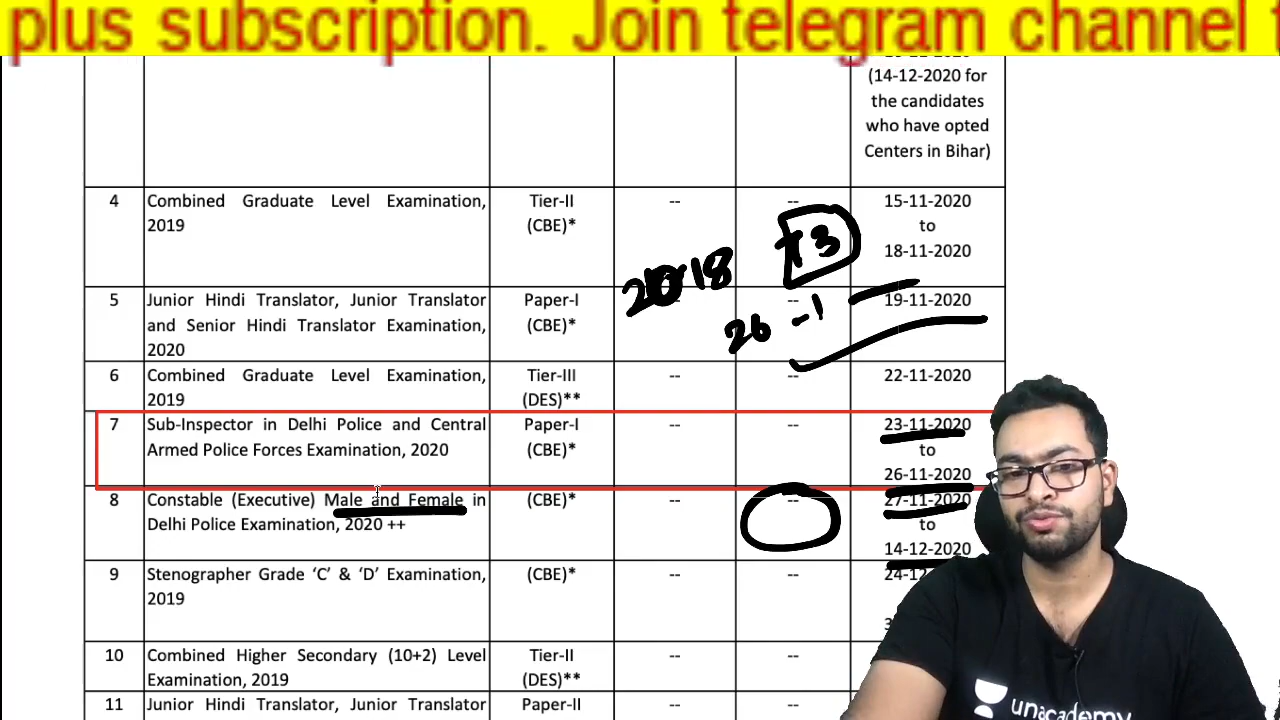 plus subscription. Join telegram channel
(14-12-2020 for
the candidates
who have opted
Centers in Bihar)
4 Combined Graduate Level Examination, Tier-II -- -- 15-11-2020
2019 (CBE)* to
18-11-2020
+3
2018
5 Junior Hindi Translator, Junior Translator Paper-I -- -- 19-11-2020
and Senior Hindi Translator Examination, (CBE)*
2020
26 -1
6 Combined Graduate Level Examination, Tier-III -- -- 22-11-2020
2019 (DES)**
7 Sub-Inspector in Delhi Police and Central Paper-I -- -- 23-11-2020
Armed Police Forces Examination, 2020 (CBE)* to
26-11-2020
8 Constable (Executive) Male and Female in (CBE)* -- -- 27-11-2020
Delhi Police Examination, 2020 ++ to
14-12-2020
9 Stenographer Grade ‘C’ & ‘D’ Examination, (CBE)* -- -- 24-12
2019
10 Combined Higher Secondary (10+2) Level Tier-II -- --
Examination, 2019 (DES)**
11 Junior Hindi Translator, Junior Translator Paper-II -- --
unacademy